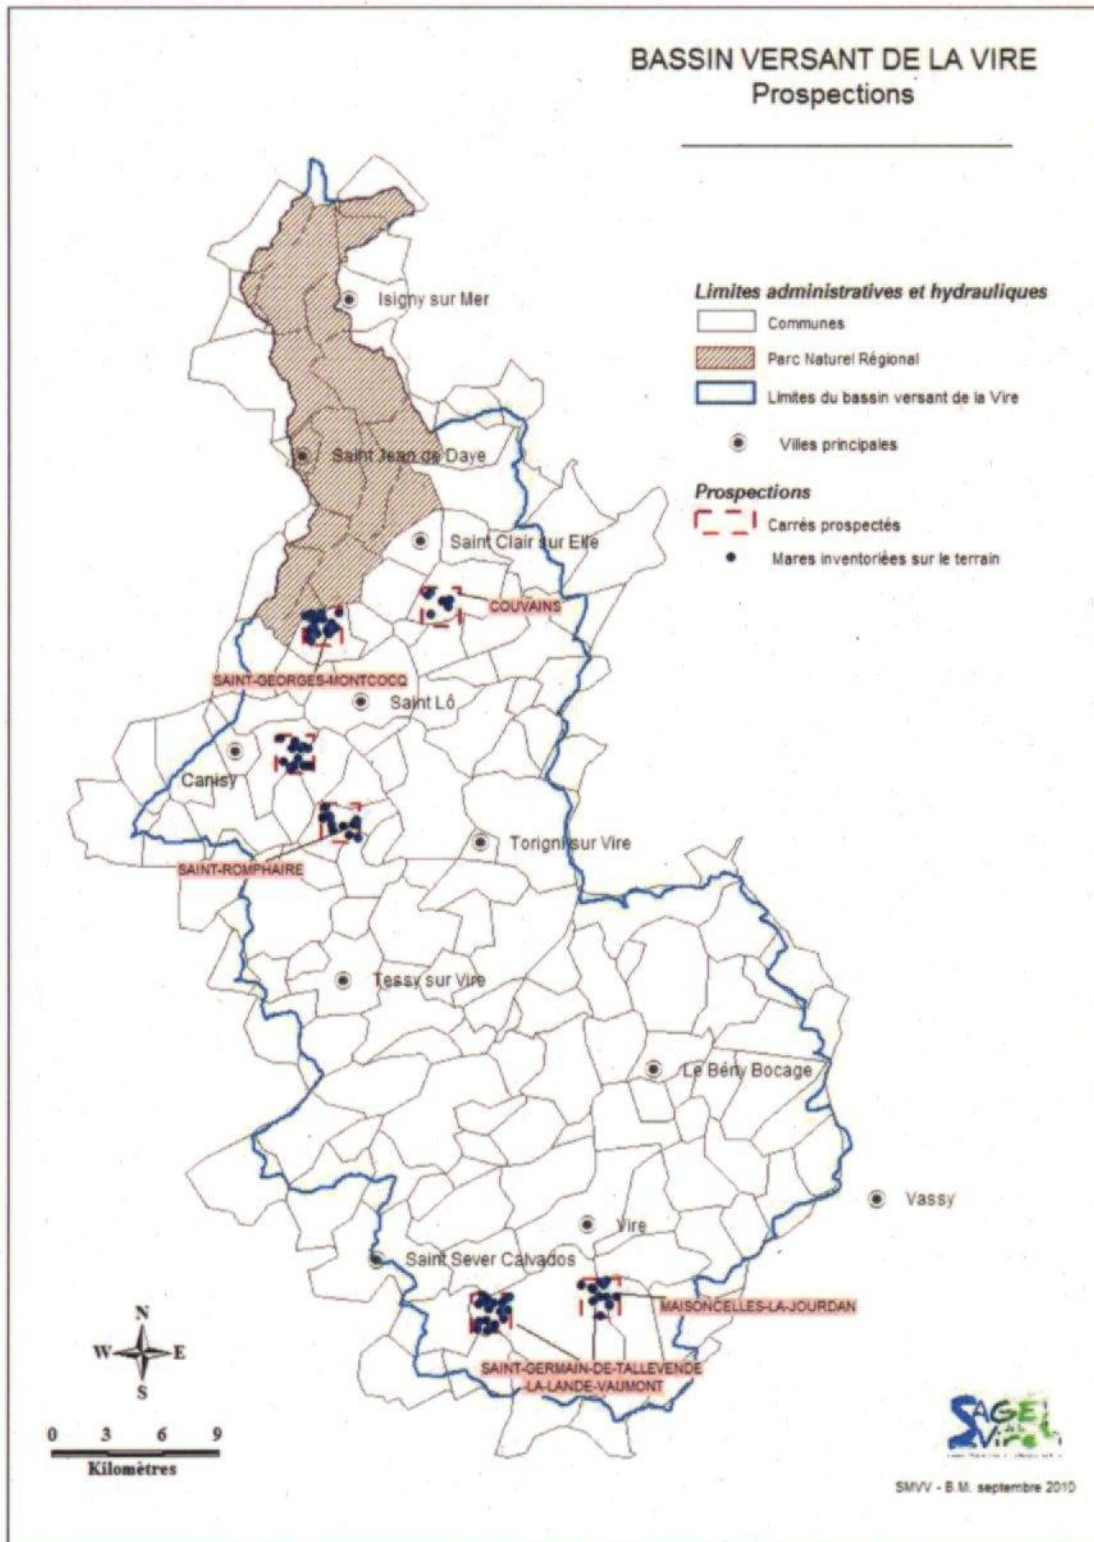 BASSIN VERSANT DE LA VIRE
Prospections
Limites administratives et hydrauliques
Communes
Parc Naturel Régional
Limites du bassin versant de la Vire
Villes principales
Prospections
Carrés prospectés
Mares inventoriées sur le terrain
Isigny sur Mer
Saint Jean de Daye
Saint Clair sur Elle
COUVAINS
SAINT-GEORGES-MONTCOCQ
Saint Lô
Canisy
Torigni sur Vire
SAINT-ROMPHAIRE
Tessy sur Vire
Le Bény Bocage
Vassy
Vire
Saint Sever Calvados
MAISONCELLES-LA-JOURDAN
SAINT-GERMAIN-DE-TALLEVENDE
-LA-LANDE-VAUMONT
N
W E
S
0 3 6 9
Kilomètres
SAGE
Vire
SMVV - B.M. septembre 2010